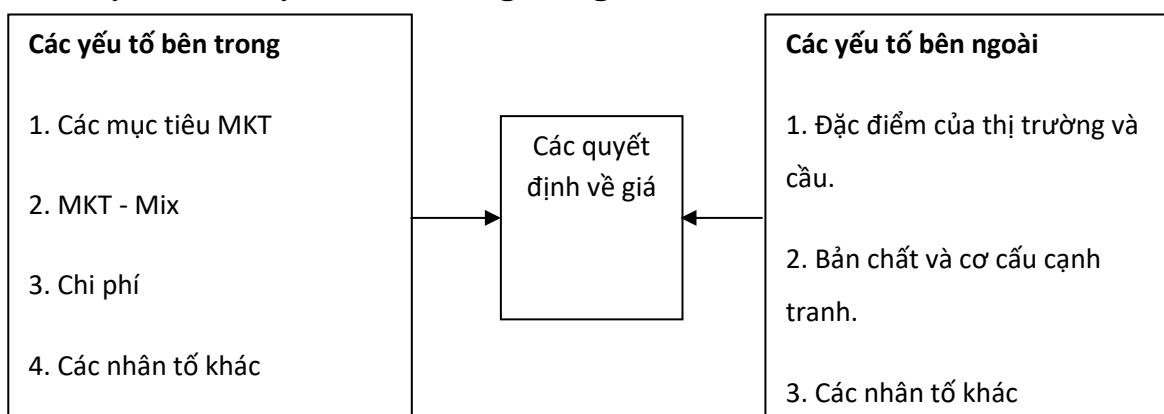 Các yếu tố bên trong
1. Các mục tiêu MKT
2. MKT - Mix
3. Chi phí
4. Các nhân tố khác
Các quyết
định về giá
Các yếu tố bên ngoài
1. Đặc điểm của thị trường và
cầu.
2. Bản chất và cơ cấu cạnh
tranh.
3. Các nhân tố khác